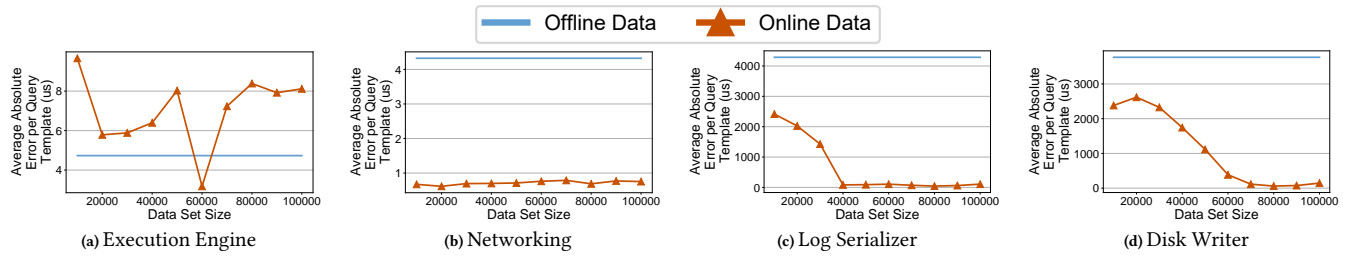 Offline Data Online Data
Average Absolute
Error per Query
Template (us)
8
6
4
20000 40000 60000 80000 100000
Data Set Size
(a) Execution Engine
Average Absolute
Error per Query
Template (us)
4
3
2
1
20000 40000 60000 80000 100000
Data Set Size
(b) Networking
Average Absolute
Error per Query
Template (us)
4000
3000
2000
1000
0
20000 40000 60000 80000 100000
Data Set Size
(c) Log Serializer
Average Absolute
Error per Query
Template (us)
3000
2000
1000
0
20000 40000 60000 80000 100000
Data Set Size
(d) Disk Writer